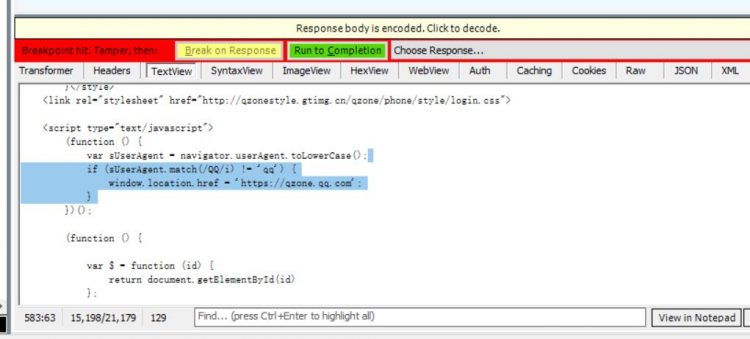 Response body is encoded. Click to decode.
Breakpoint hit. Tamper, then: Break on Response Run to Completion Choose Response...
Transformer Headers TextView SyntaxView ImageView HexView WebView Auth Caching Cookies Raw JSON XML
}</style>
<link rel="stylesheet" href="http://qzonestyle.gtimg.cn/qzone/phone/style/login.css">
<script type="text/javascript">
(function () {
var sUserAgent = navigator.userAgent.toLowerCase();
if (sUserAgent.match(/QQ/i) != 'qq') {
window.location.href = 'https://qzone.qq.com';
}
})();
(function () {
var $ = function (id) {
return document.getElementById(id)
};
583:63 15,198/21,179 129 Find... (press Ctrl+Enter to highlight all) View in Notepad